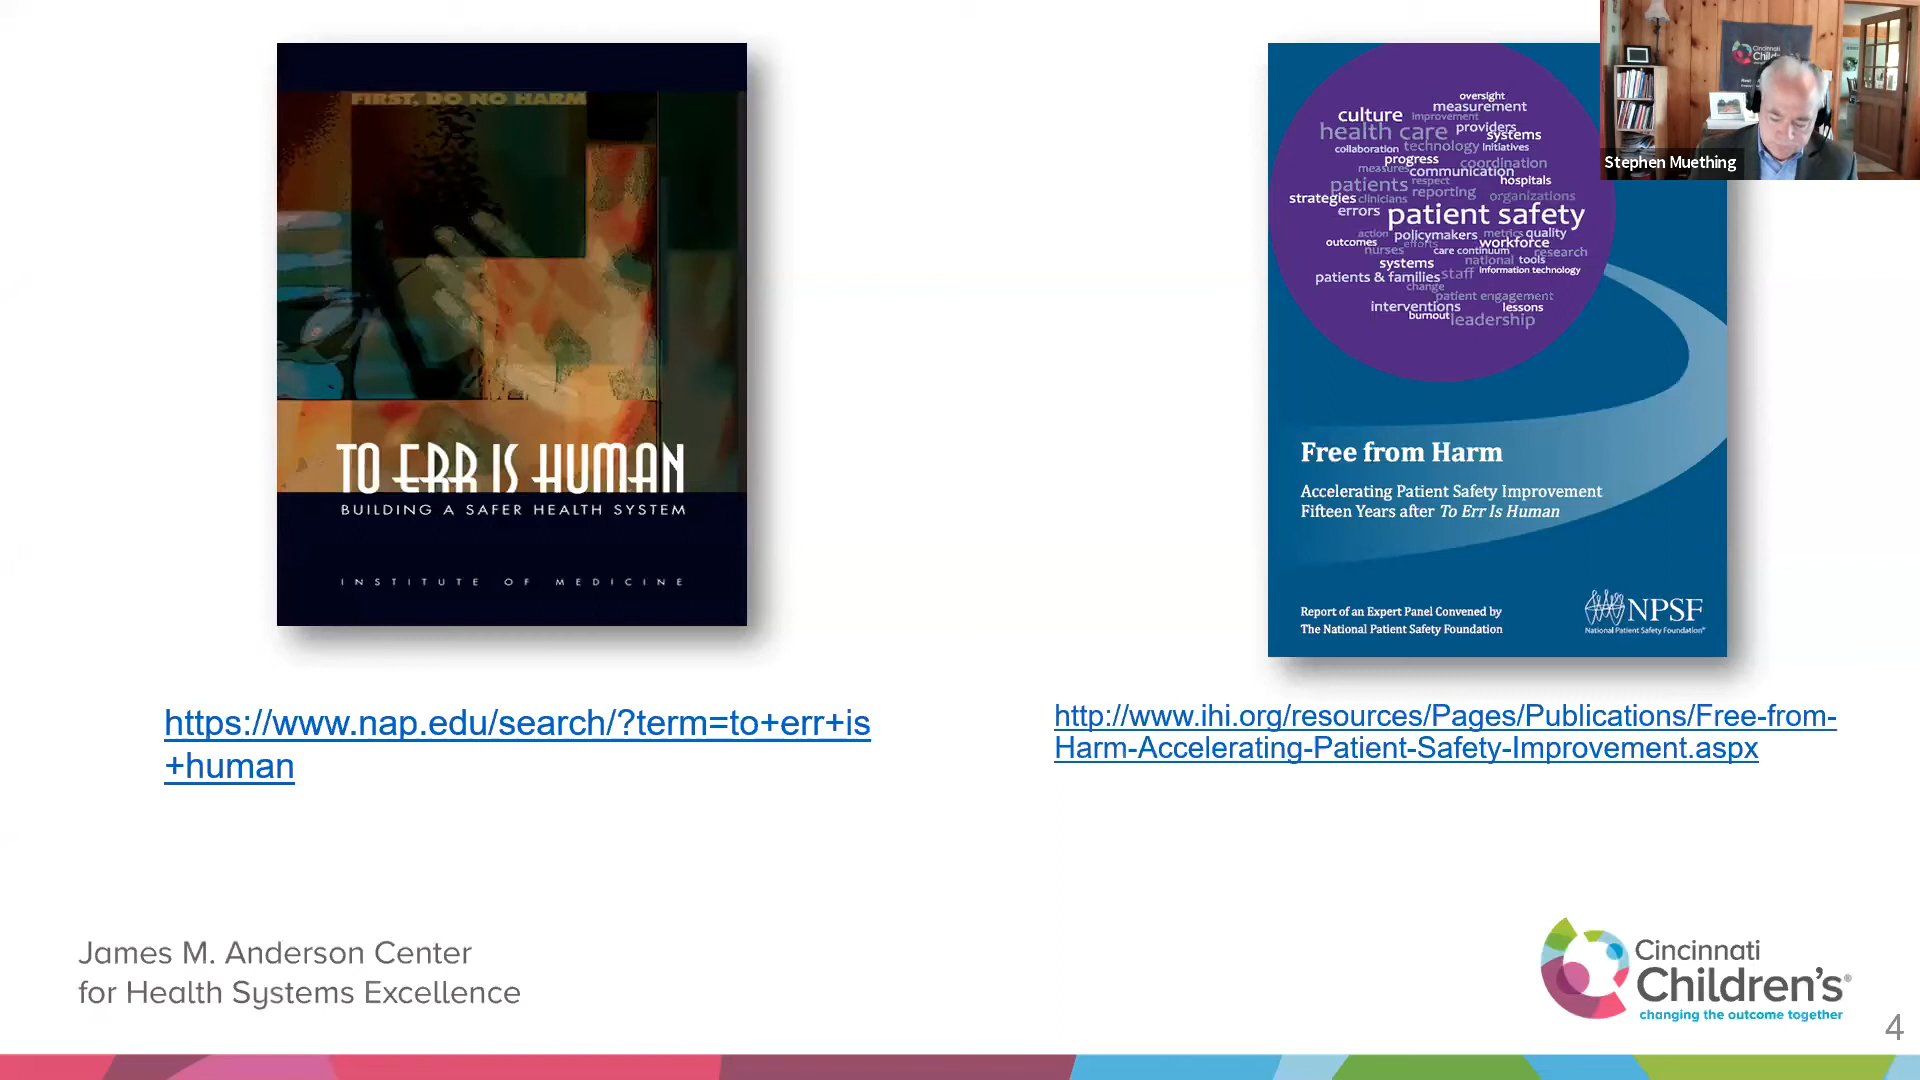 FIRST, DO NO HARM
TO ERR IS HUMAN
BUILDING A SAFER HEALTH SYSTEM
INSTITUTE OF MEDICINE
https://www.nap.edu/search/?term=to+err+is
+human
oversight
culture measurement
improvement
health care providers
systems
collaboration technology initiatives
progress coordination
measures communication
patients respect hospitals
strategies clinicians reporting organizations
errors patient safety
action policymakers metrics quality
outcomes efforts workforce
nurses care continuum research
systems national tools
patients & families staff information technology
change
patient engagement
interventions lessons
burnout leadership
Free from Harm
Accelerating Patient Safety Improvement
Fifteen Years after To Err Is Human
Report of an Expert Panel Convened by
The National Patient Safety Foundation
NPSF
National Patient Safety Foundation®
http://www.ihi.org/resources/Pages/Publications/Free-from-
Harm-Accelerating-Patient-Safety-Improvement.aspx
Cincinnati
Stephen Muething
James M. Anderson Center
for Health Systems Excellence
Cincinnati
Children's®
changing the outcome together
4